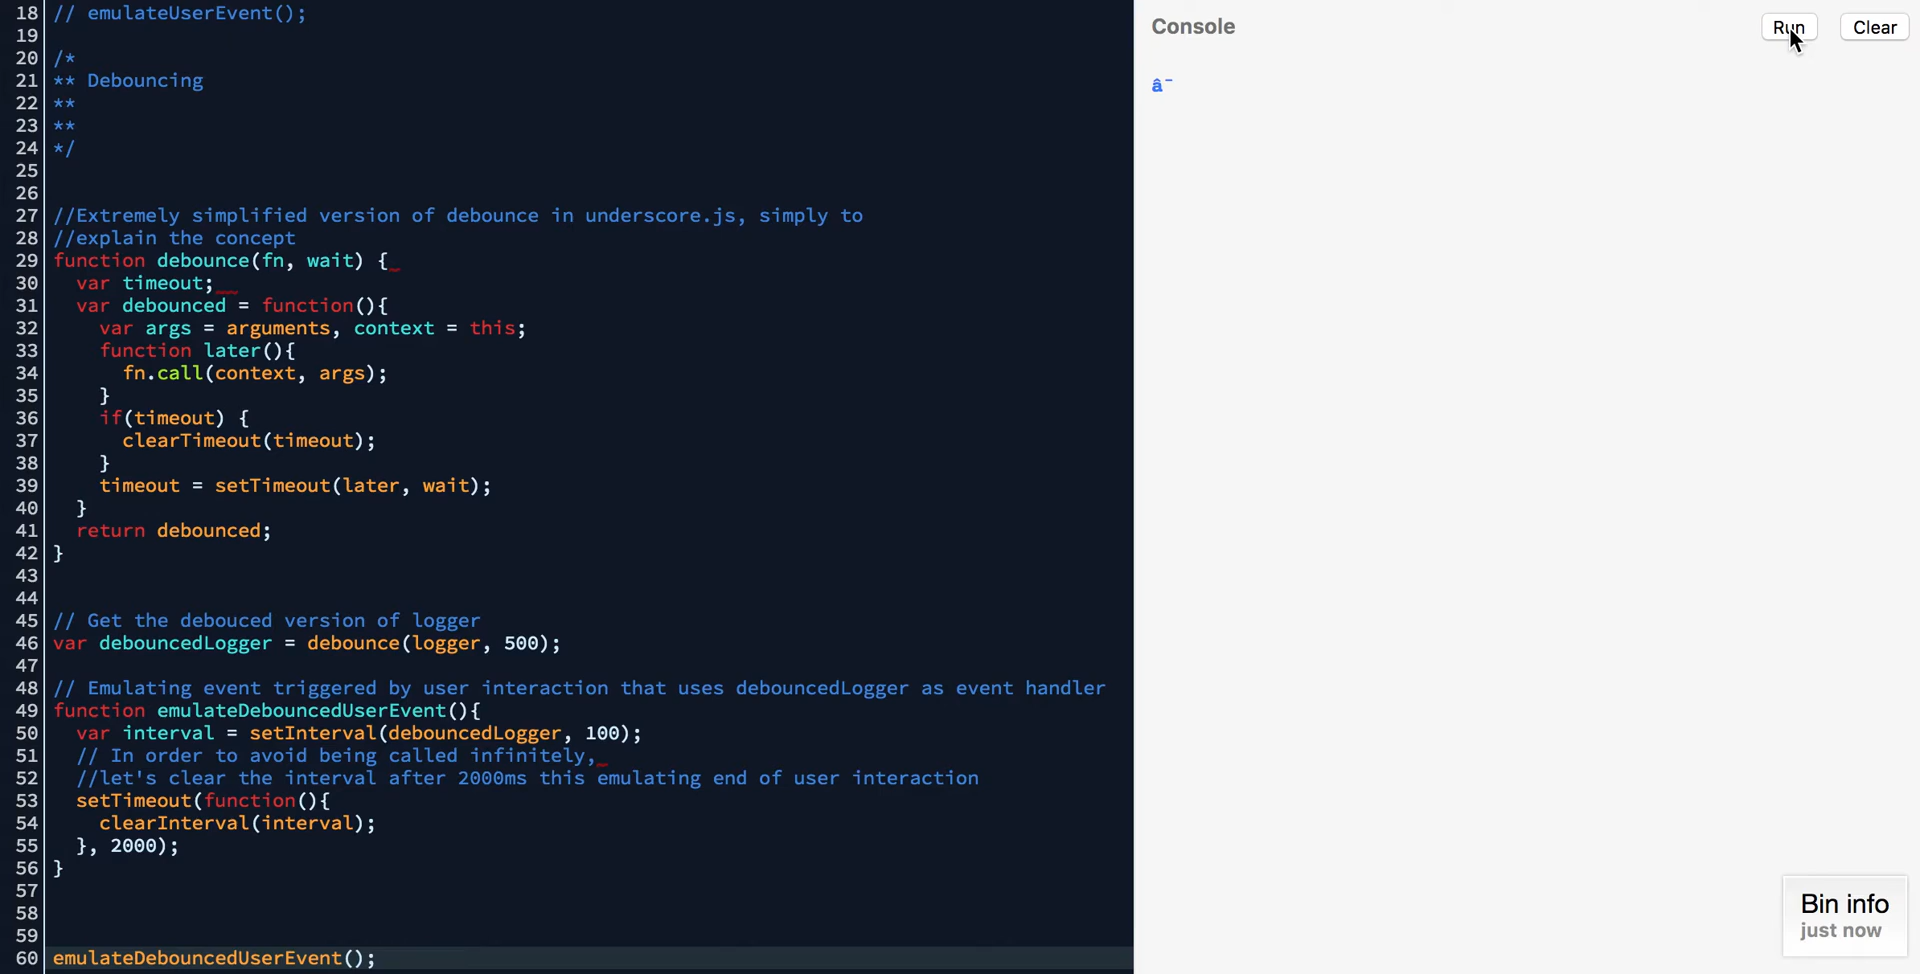 18 // emulateUserEvent();
19
20 /*
21 ** Debouncing
22 **
23 **
24 */
25
26
27 //Extremely simplified version of debounce in underscore.js, simply to
28 //explain the concept
29 function debounce(fn, wait) {
30   var timeout;
31   var debounced = function(){
32     var args = arguments, context = this;
33     function later(){
34       fn.call(context, args);
35     }
36     if(timeout) {
37       clearTimeout(timeout);
38     }
39     timeout = setTimeout(later, wait);
40   }
41   return debounced;
42 }
43
44
45 // Get the debouced version of logger
46 var debouncedLogger = debounce(logger, 500);
47
48 // Emulating event triggered by user interaction that uses debouncedLogger as event handler
49 function emulateDebouncedUserEvent(){
50   var interval = setInterval(debouncedLogger, 100);
51   // In order to avoid being called infinitely,
52   //let's clear the interval after 2000ms this emulating end of user interaction
53   setTimeout(function(){
54     clearInterval(interval);
55   }, 2000);
56 }
57
58
59
60 emulateDebouncedUserEvent();
Console
Run
Clear
â¯
Bin info
just now